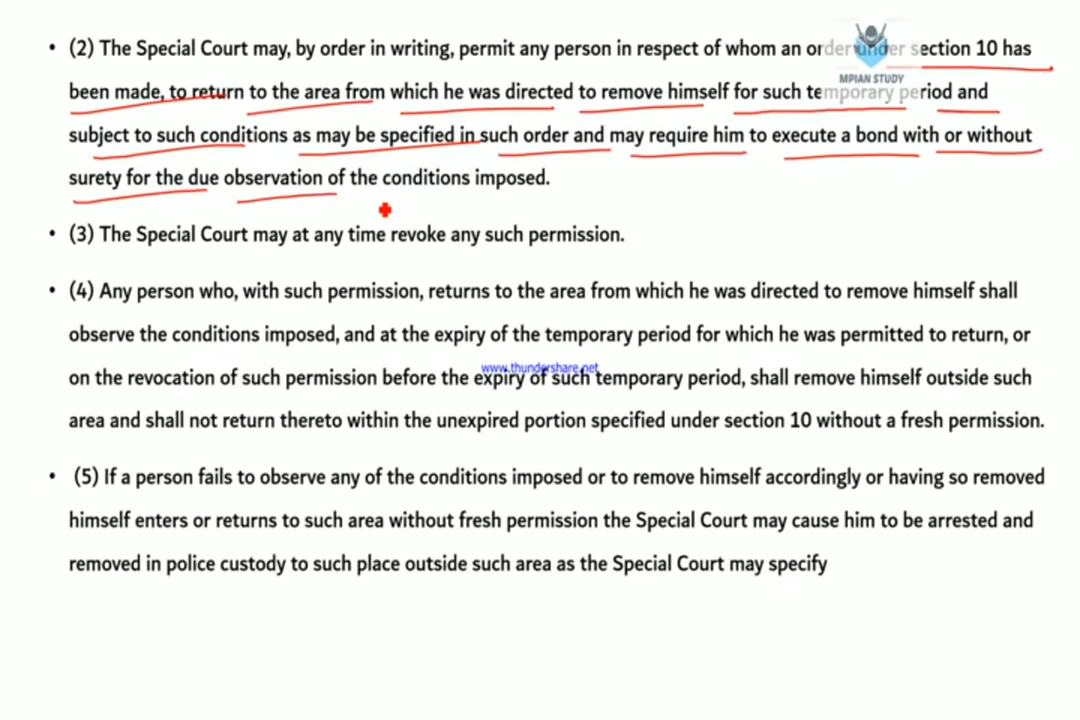 • (2) The Special Court may, by order in writing, permit any person in respect of whom an order under section 10 has
MPIAN STUDY
been made, to return to the area from which he was directed to remove himself for such temporary period and
subject to such conditions as may be specified in such order and may require him to execute a bond with or without
surety for the due observation of the conditions imposed.
• (3) The Special Court may at any time revoke any such permission.
• (4) Any person who, with such permission, returns to the area from which he was directed to remove himself shall
observe the conditions imposed, and at the expiry of the temporary period for which he was permitted to return, or
www.thundershare.net
on the revocation of such permission before the expiry of such temporary period, shall remove himself outside such
area and shall not return thereto within the unexpired portion specified under section 10 without a fresh permission.
• (5) If a person fails to observe any of the conditions imposed or to remove himself accordingly or having so removed
himself enters or returns to such area without fresh permission the Special Court may cause him to be arrested and
removed in police custody to such place outside such area as the Special Court may specify